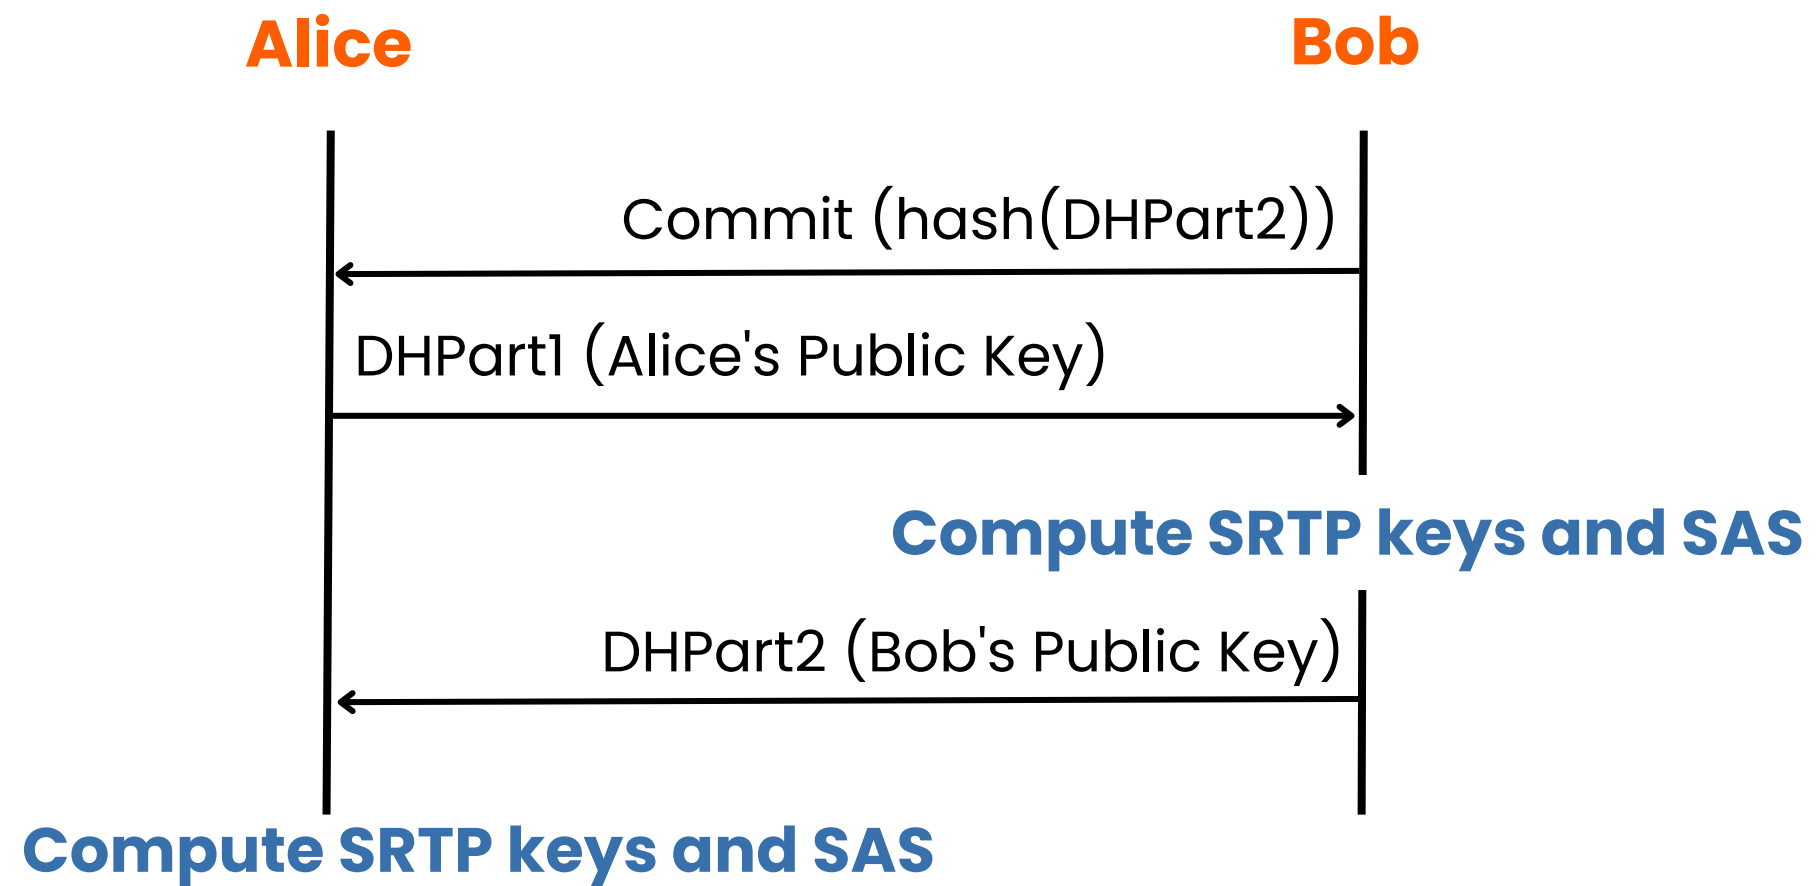 Alice
Bob
Commit (hash(DHPart2))
DHPart1 (Alice's Public Key)
Compute SRTP keys and SAS
DHPart2 (Bob's Public Key)
Compute SRTP keys and SAS